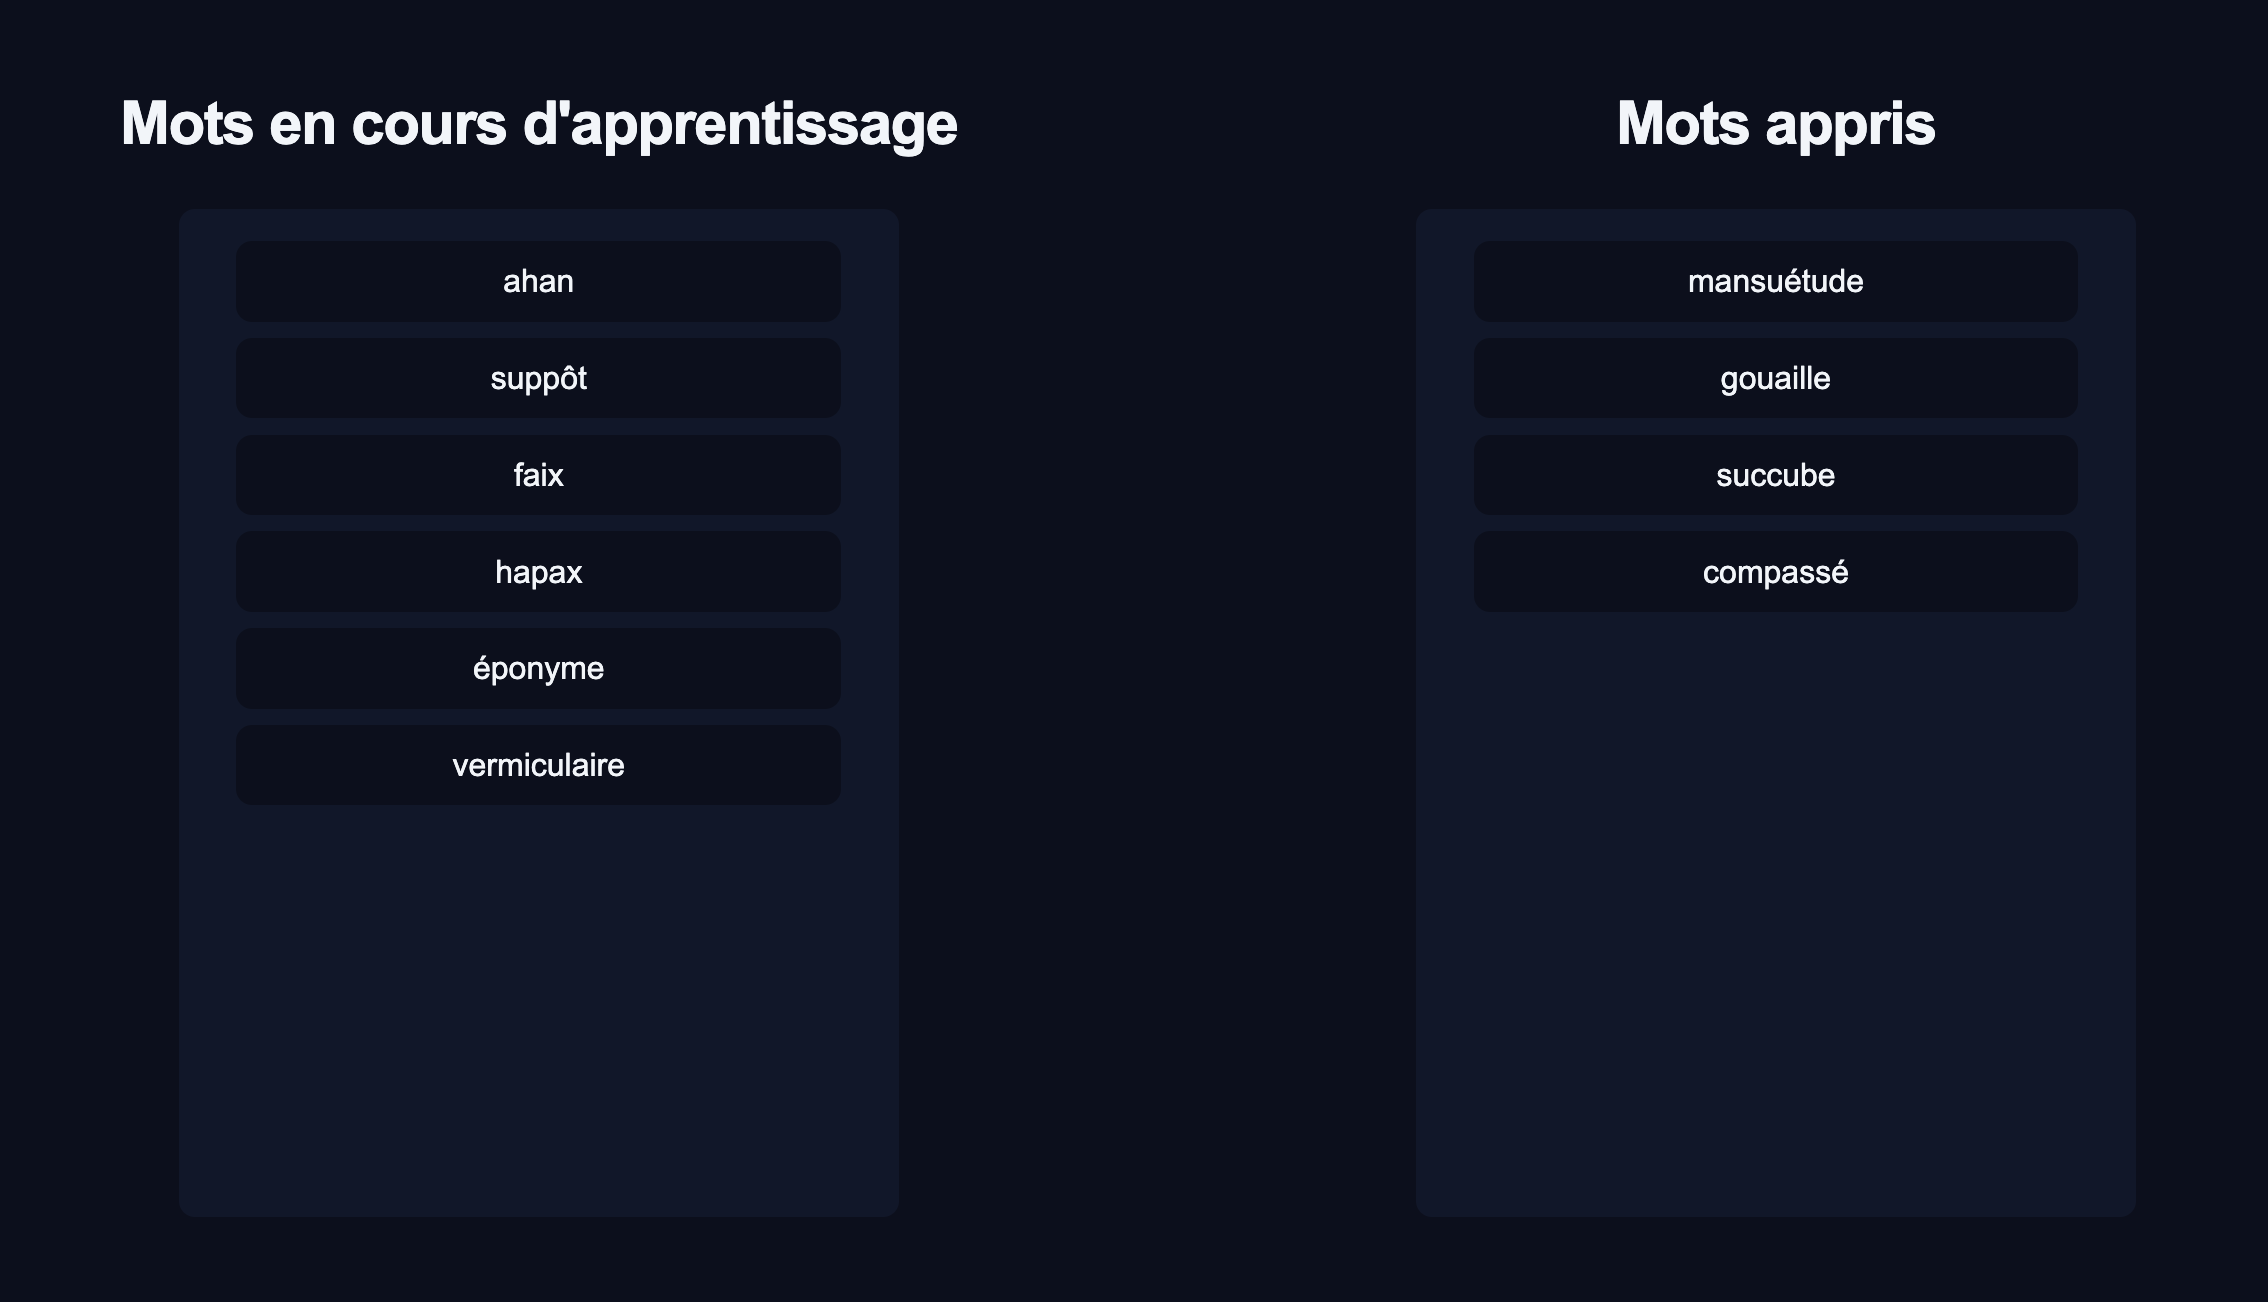 Mots en cours d'apprentissage
ahan
suppôt
faix
hapax
éponyme
vermiculaire
Mots appris
mansuétude
gouaille
succube
compassé